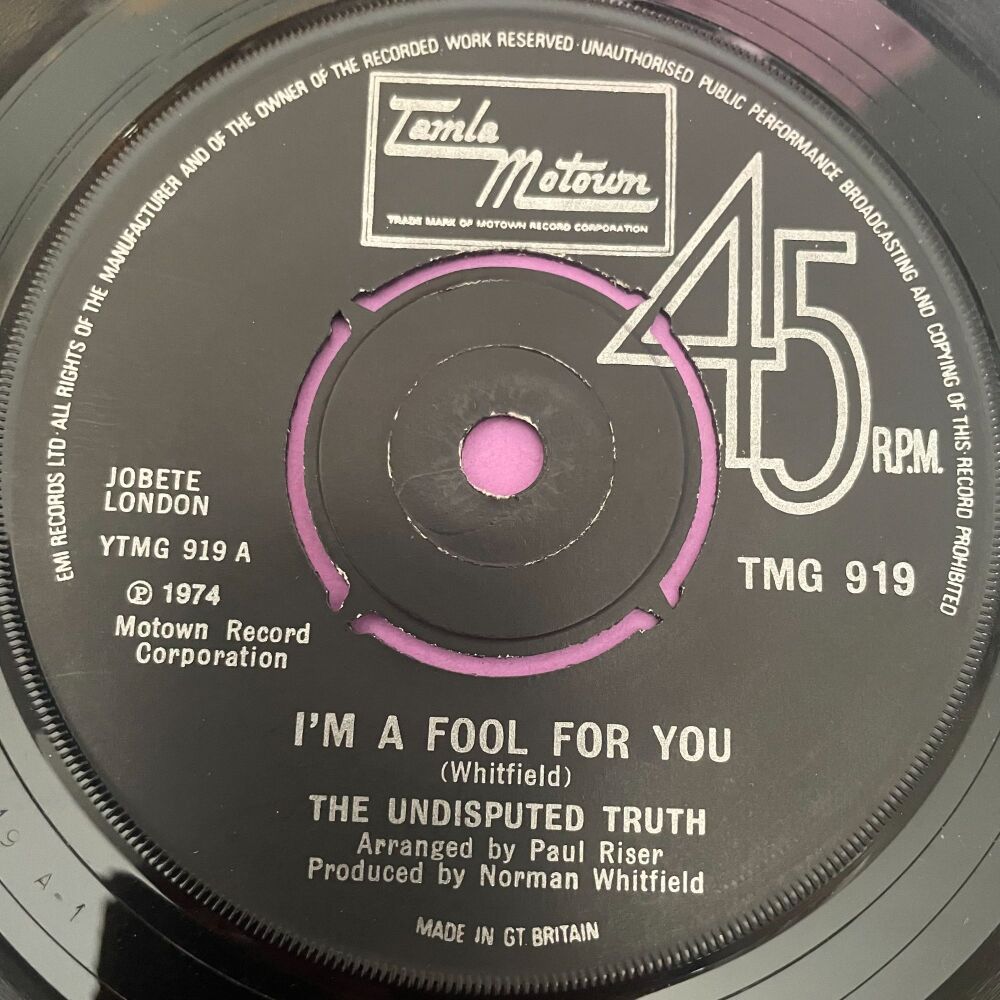 EMI RECORDS LTD · ALL RIGHTS OF THE MANUFACTURER AND OF THE OWNER OF THE RECORDED WORK RESERVED · UNAUTHORISED PUBLIC PERFORMANCE BROADCASTING AND COPYING OF THIS RECORD PROHIBITED
Tamla
Motown
TRADE MARK OF MOTOWN RECORD CORPORATION
45
R.P.M.
JOBETE
LONDON
YTMG 919 A
℗ 1974
Motown Record
Corporation
TMG 919
I'M A FOOL FOR YOU
(Whitfield)
THE UNDISPUTED TRUTH
Arranged by Paul Riser
Produced by Norman Whitfield
MADE IN GT. BRITAIN
19 A-1